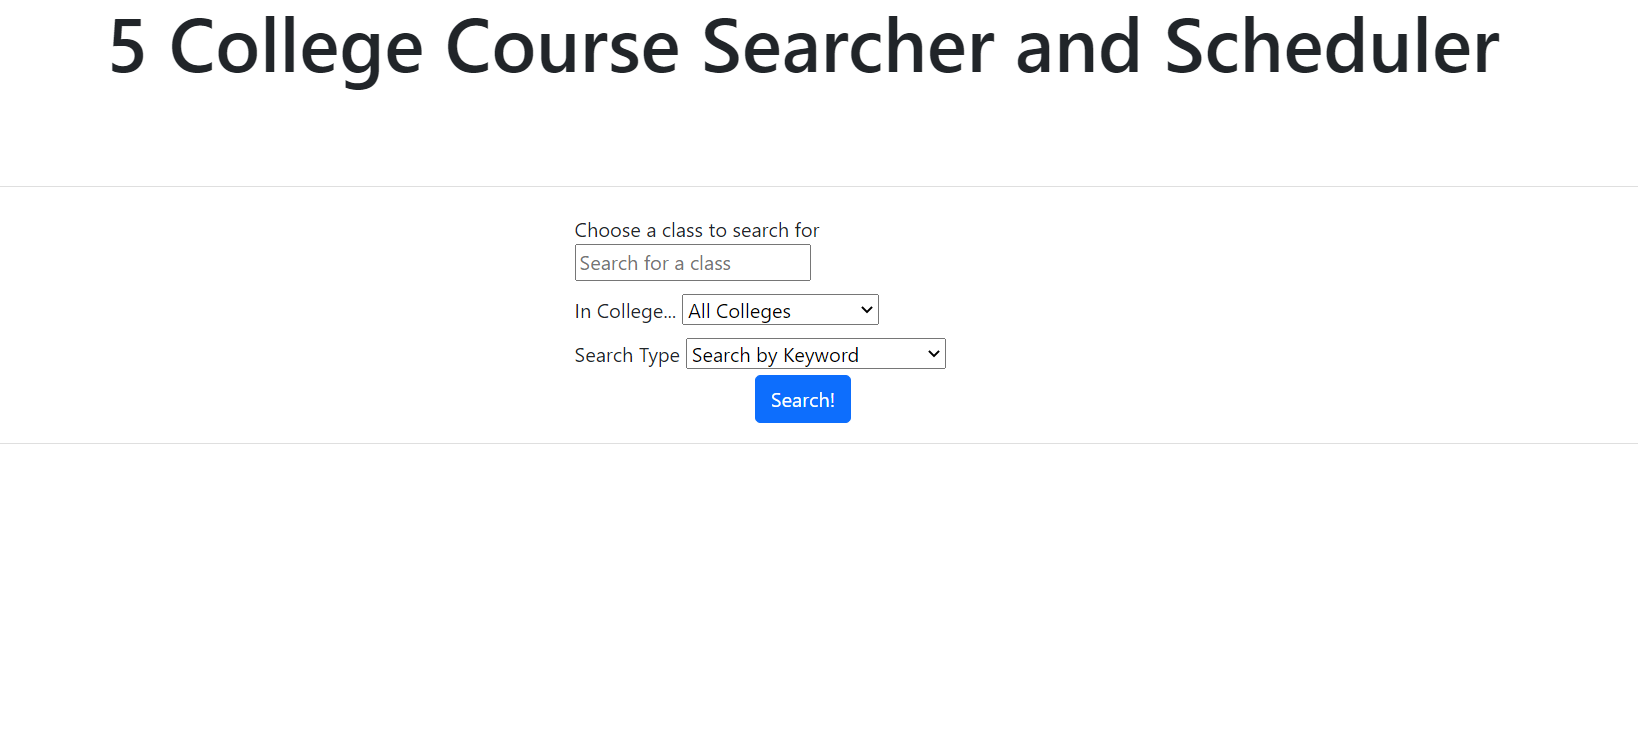 5 College Course Searcher and Scheduler
Choose a class to search for
Search for a class
In College... All Colleges
Search Type Search by Keyword
Search!